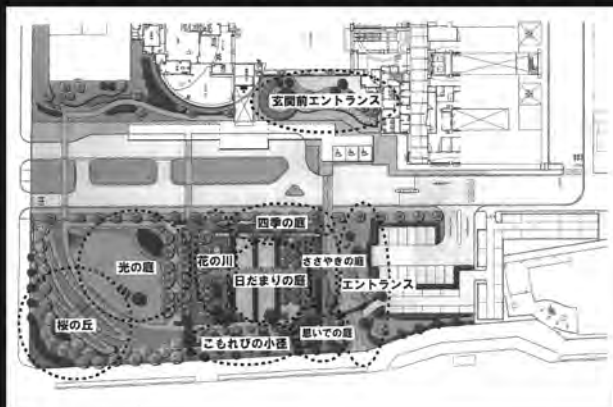 玄関前エントランス
四季の庭
光の庭
花の川
日だまりの庭
ささやきの庭
エントランス
桜の丘
こもれびの小径
思いでの庭